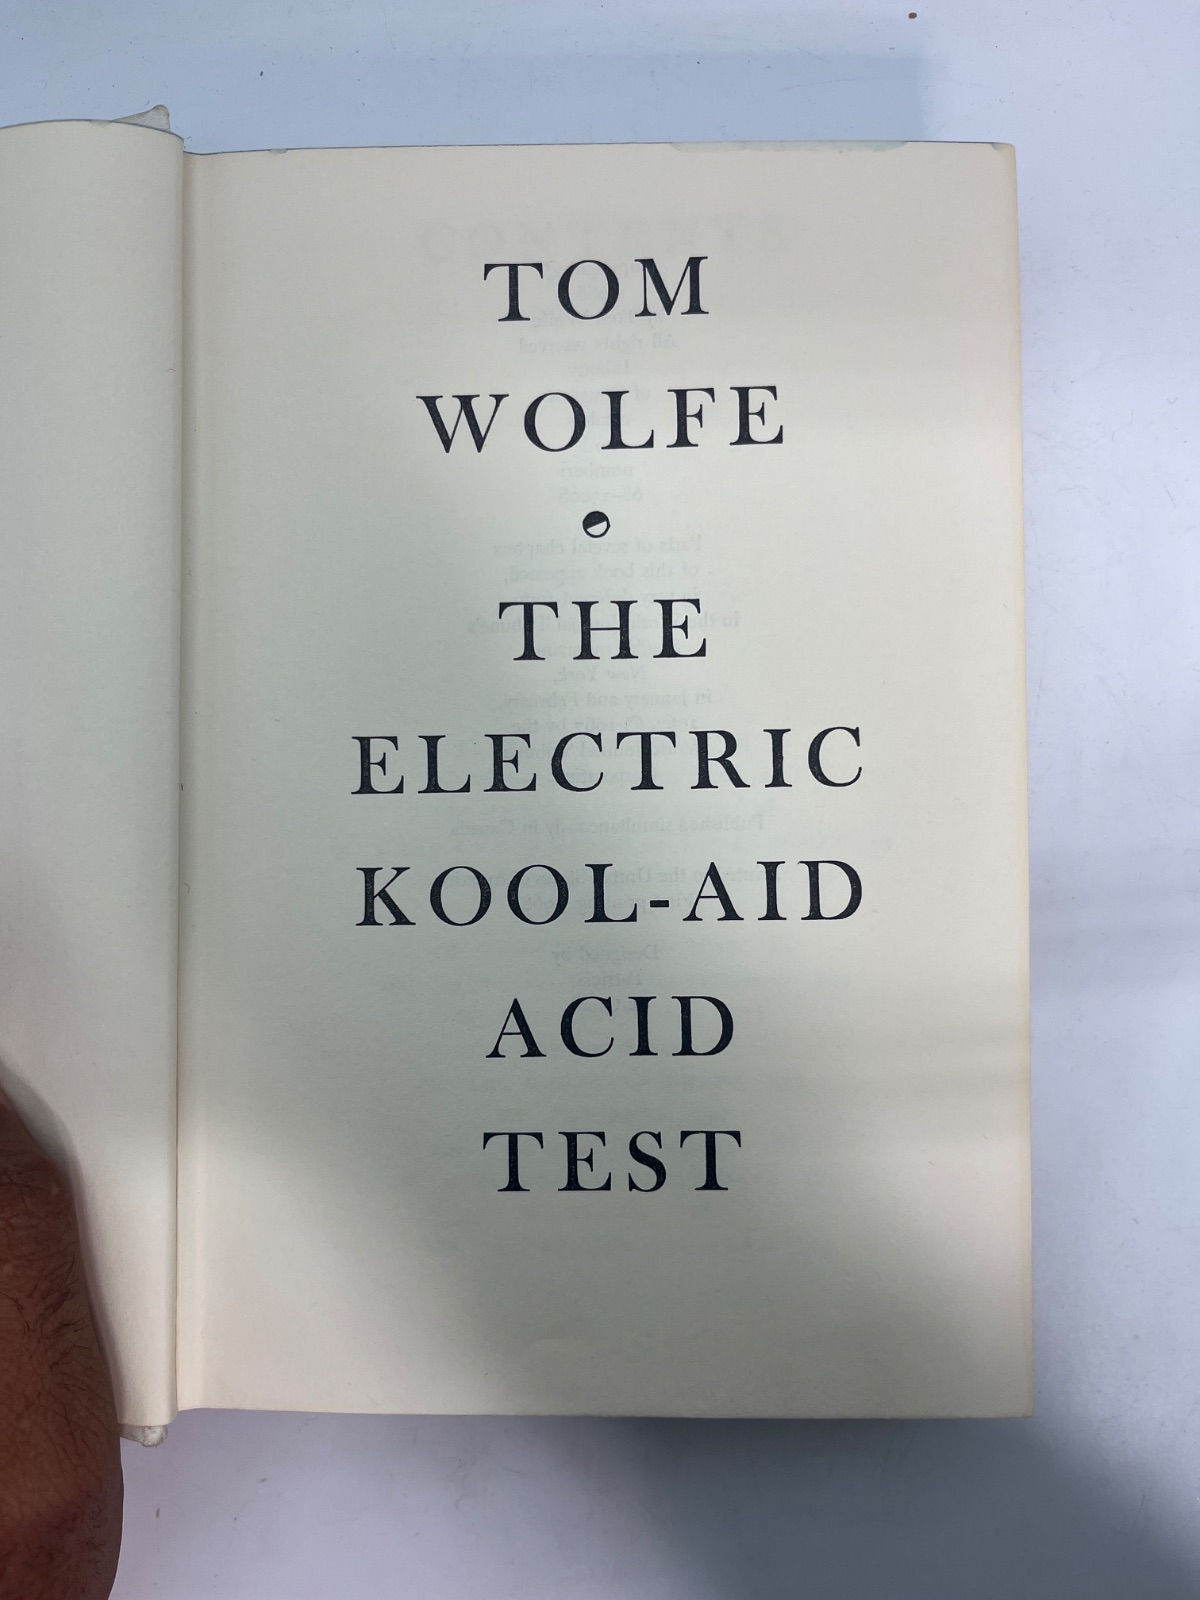 TOM
WOLFE
THE
ELECTRIC
KOOL-AID
ACID
TEST